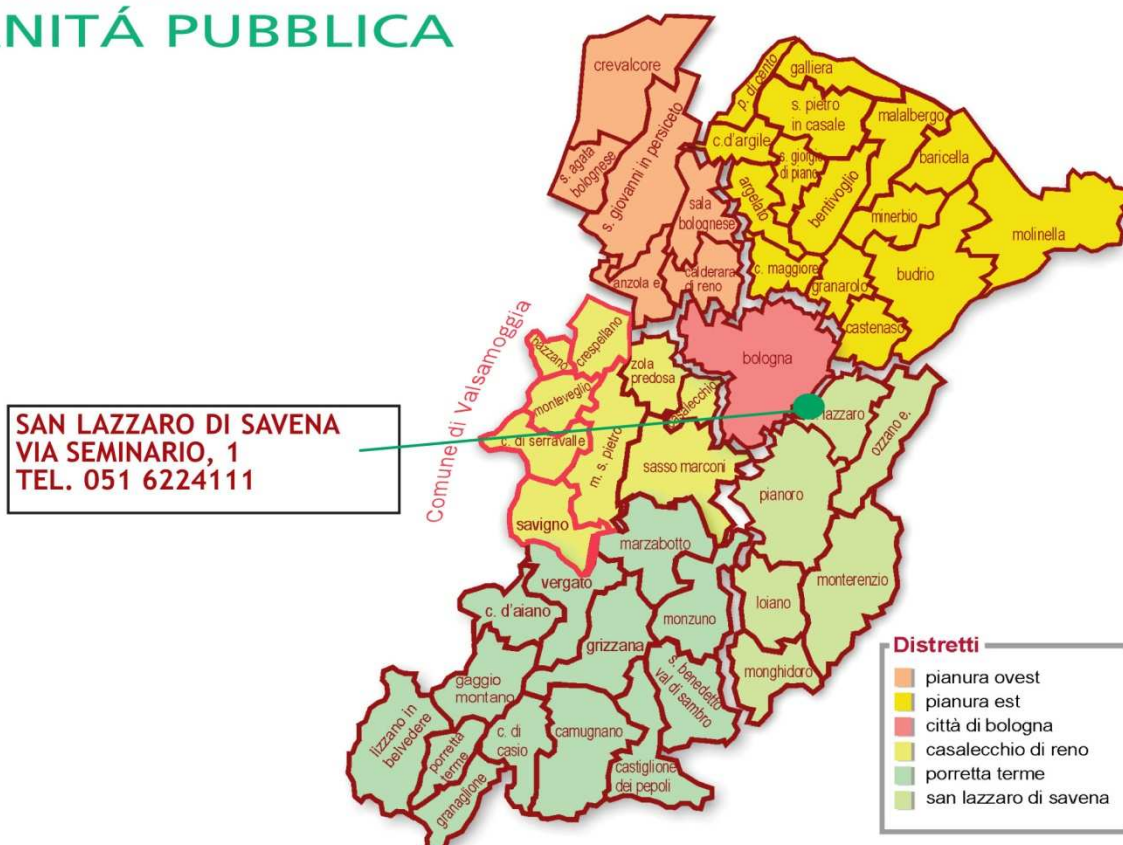 ANITÁ PUBBLICA
crevalcore
s. agata
bolognese
s. giovanni in persiceto
sala
bolognese
anzola e
calderara
di reno
p. di cento
galliera
s. pietro
in casale
malalbergo
c.d'argile
s. giorgio
di piano
baricella
argelato
bentivoglio
minerbio
molinella
c. maggiore
granarolo
budrio
castenaso
Comune di Valsamoggia
bazzano
crespellano
monteveglio
zola
predosa
casalecchio
c. di serravalle
m. s. pietro
sasso marconi
savigno
bologna
lazzaro
ozzano e.
pianoro
monterenzio
loiano
monghidoro
SAN LAZZARO DI SAVENA
VIA SEMINARIO, 1
TEL. 051 6224111
marzabotto
vergato
c. d'aiano
monzuno
grizzana
s. benedetto
val di sambro
gaggio
montano
lizzano in
belvedere
porretta
terme
c. di
casio
camugnano
granaglione
castiglione
dei pepoli
Distretti
pianura ovest
pianura est
città di bologna
casalecchio di reno
porretta terme
san lazzaro di savena